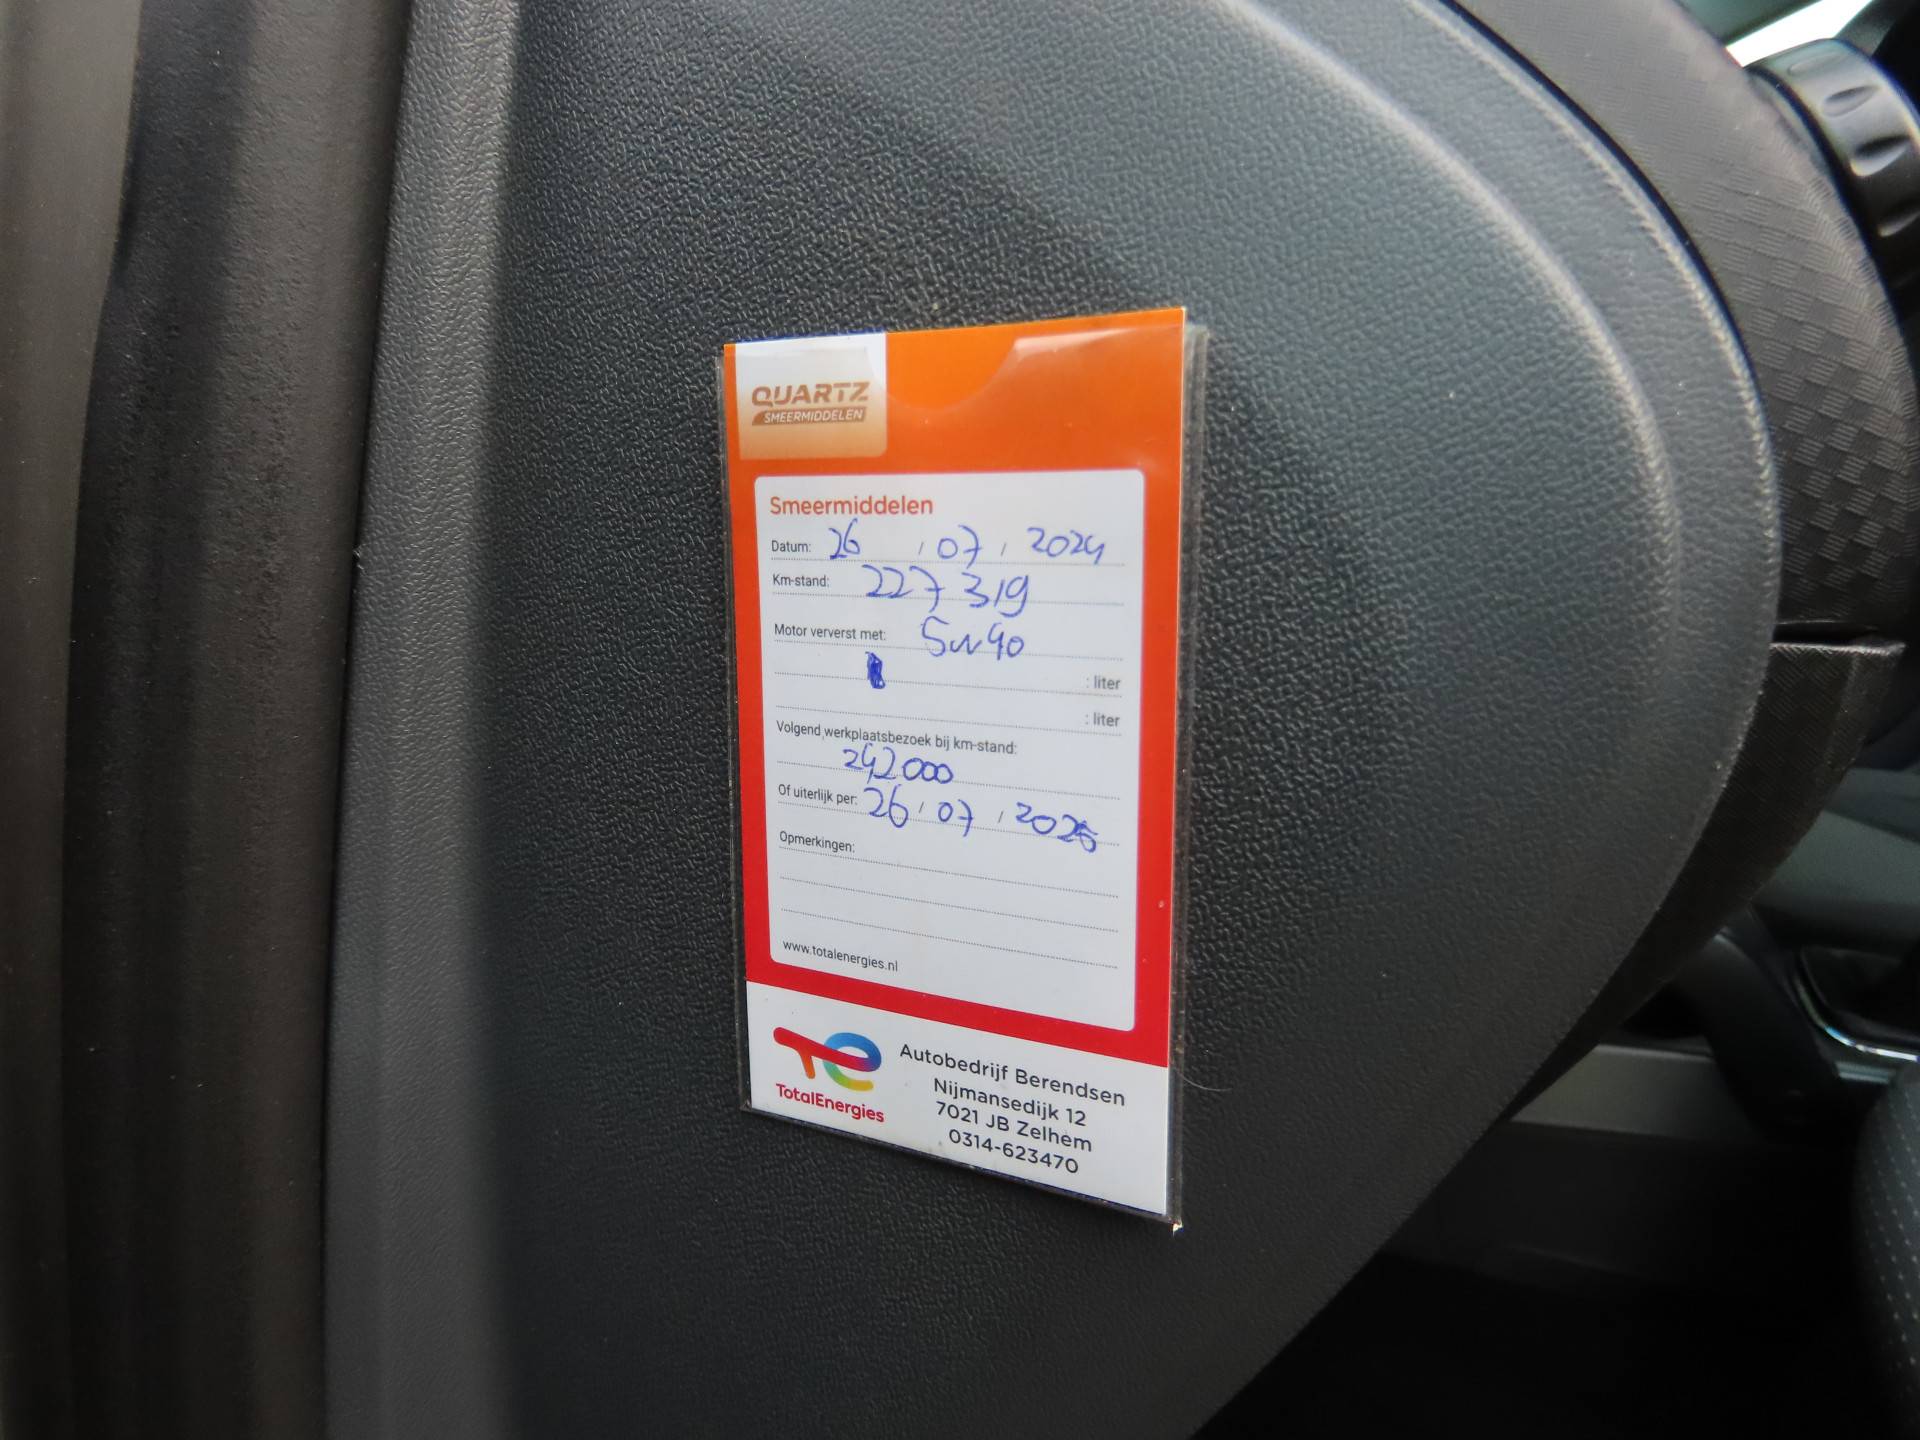 QUARTZ
SMEERMIDDELEN
Smeermiddelen
Datum: 26 / 07 / 2024
Km-stand: 227319
Motor ververst met: 5w40
: liter
: liter
Volgend werkplaatsbezoek bij km-stand:
242000
Of uiterlijk per: 26 / 07 / 2025
Opmerkingen:
www.totalenergies.nl
TotalEnergies
Autobedrijf Berendsen
Nijmansedijk 12
7021 JB Zelhem
0314-623470